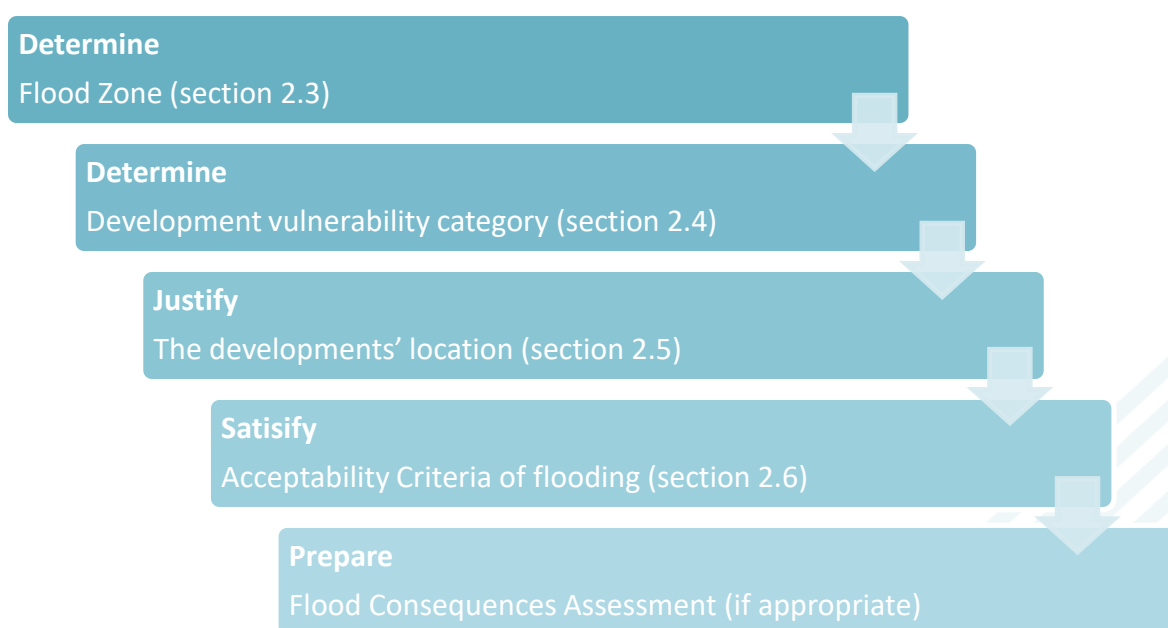 Determine
Flood Zone (section 2.3)
Determine
Development vulnerability category (section 2.4)
Justify
The developments’ location (section 2.5)
Satisify
Acceptability Criteria of flooding (section 2.6)
Prepare
Flood Consequences Assessment (if appropriate)